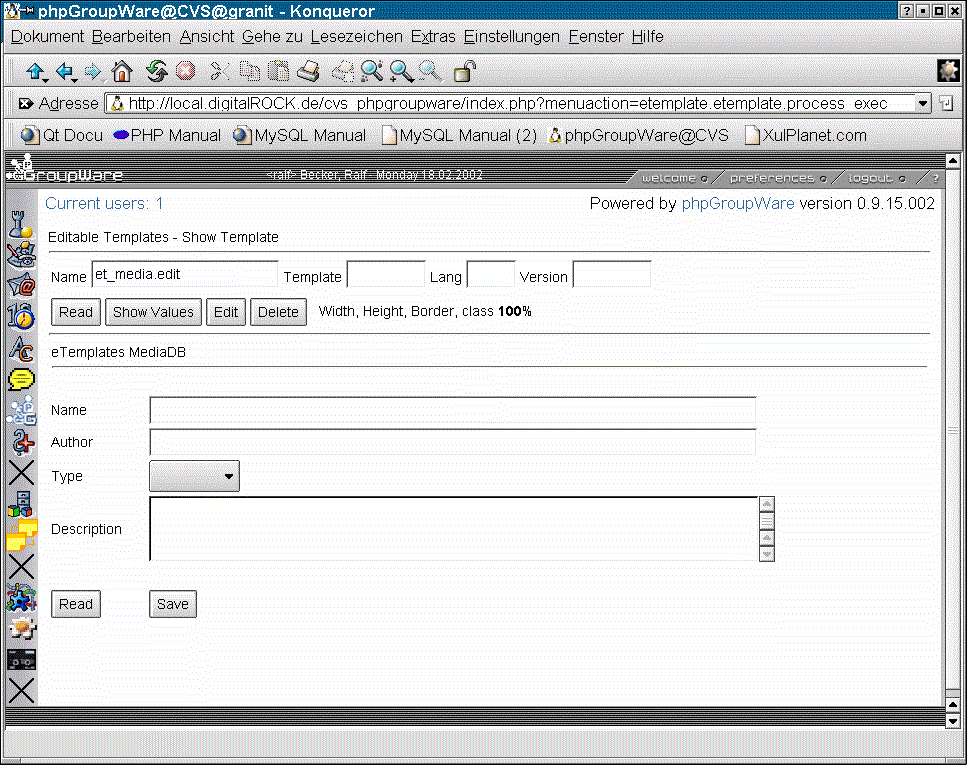 phpGroupWare@CVS@granit - Konqueror
Dokument Bearbeiten Ansicht Gehe zu Lesezeichen Extras Einstellungen Fenster Hilfe
Adresse http://local.digitalROCK.de/cvs_phpgroupware/index.php?menuaction=etemplate.etemplate.process_exec
Qt Docu PHP Manual MySQL Manual MySQL Manual (2) phpGroupWare@CVS XulPlanet.com
eGroupWare <ralf> Becker, Ralf Monday 18.02.2002 welcome preferences logout ?
Current users: 1 Powered by phpGroupWare version 0.9.15.002
Editable Templates - Show Template
Name et_media.edit Template Lang Version
Read Show Values Edit Delete Width, Height, Border, class 100%
eTemplates MediaDB
Name
Author
Type
Description
Read Save